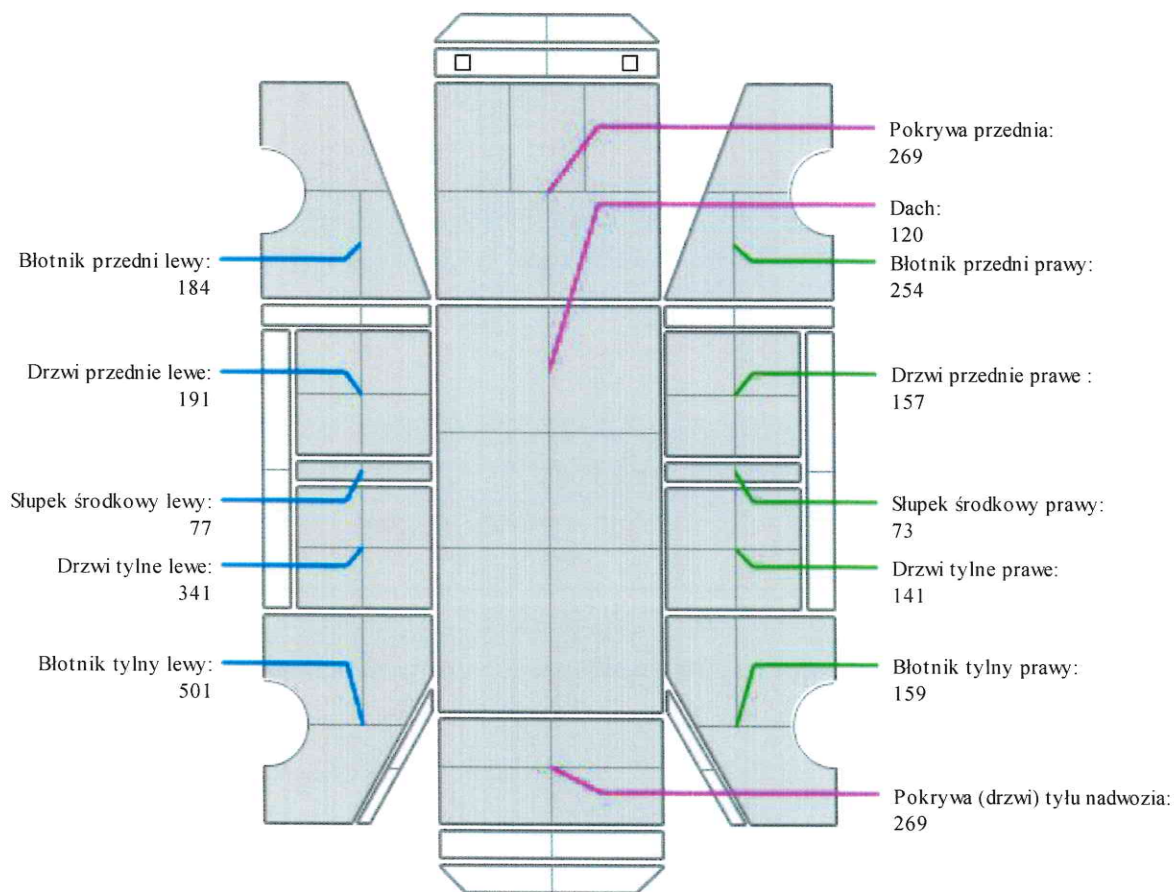 Pokrywa przednia:
269
Dach:
120
Błotnik przedni lewy:
184
Błotnik przedni prawy:
254
Drzwi przednie lewe:
191
Drzwi przednie prawe :
157
Słupek środkowy lewy:
77
Słupek środkowy prawy:
73
Drzwi tylne lewe:
341
Drzwi tylne prawe:
141
Błotnik tylny lewy:
501
Błotnik tylny prawy:
159
Pokrywa (drzwi) tyłu nadwozia:
269